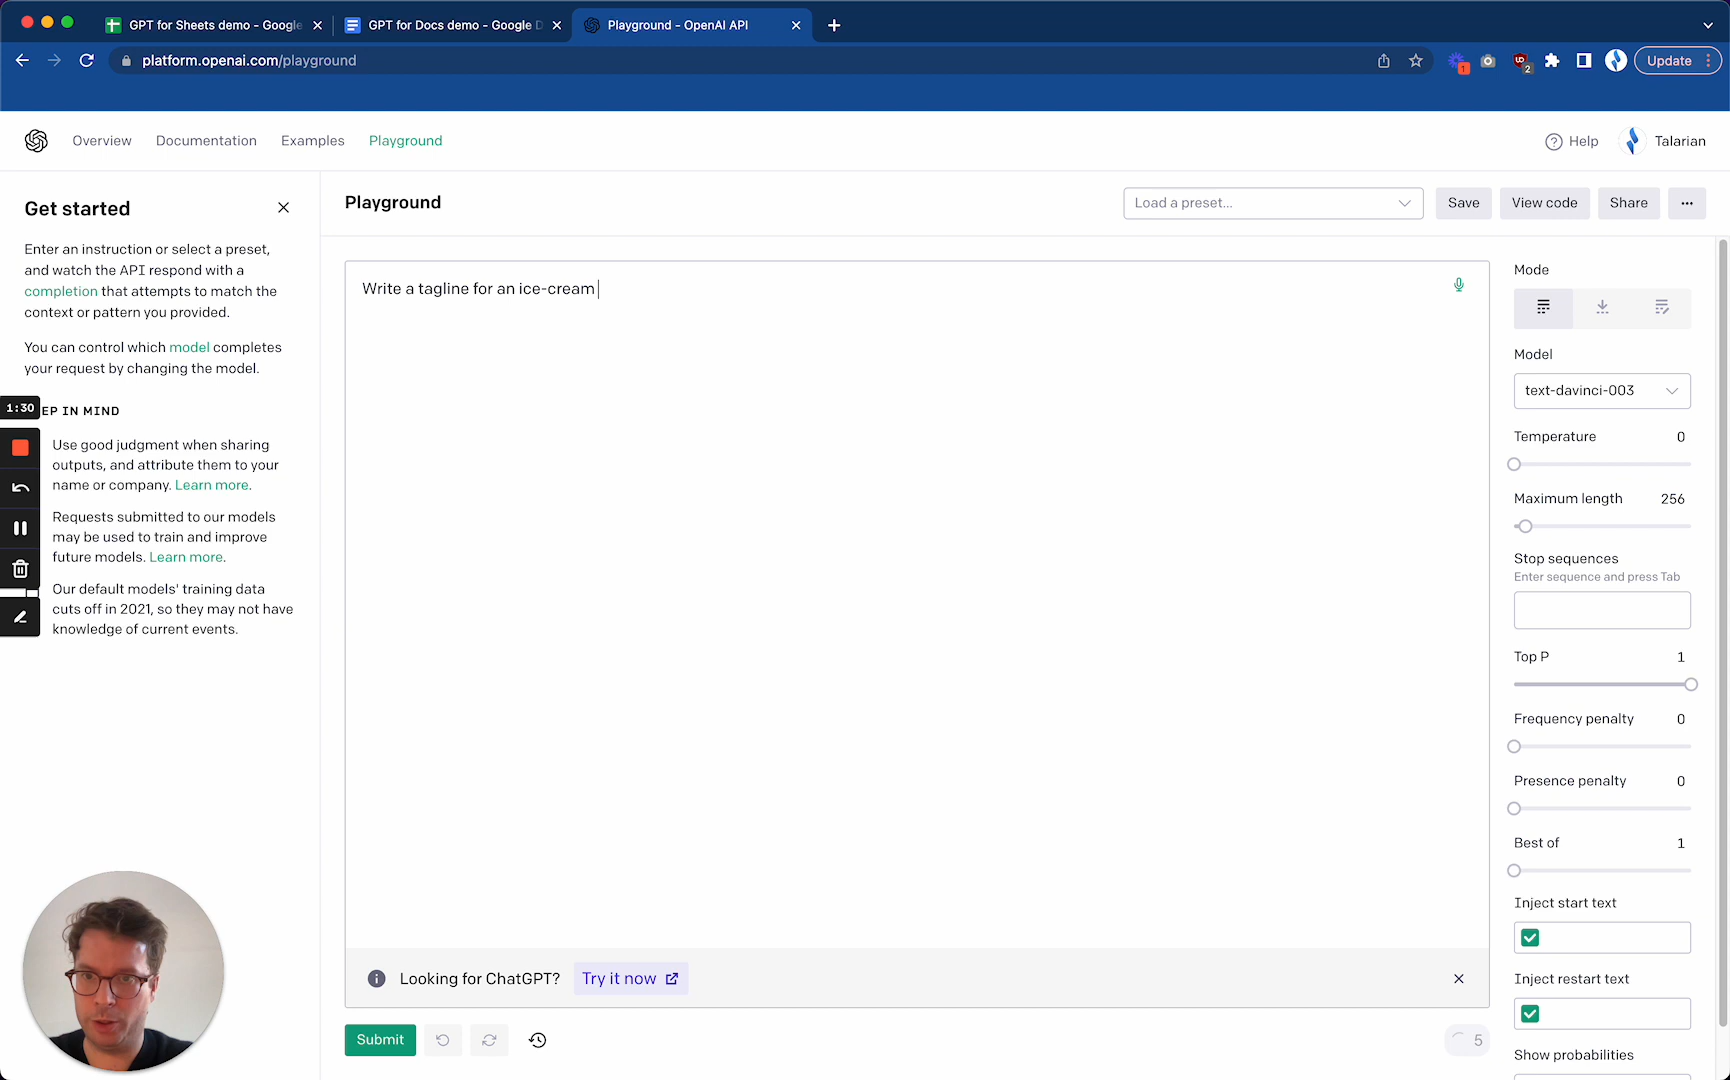 GPT for Sheets demo - Google
GPT for Docs demo - Google D
Playground - OpenAI API
platform.openai.com/playground
1
2
Update
Overview
Documentation
Examples
Playground
Help
Talarian
Get started
Enter an instruction or select a preset,
and watch the API respond with a
completion that attempts to match the
context or pattern you provided.
You can control which model completes
your request by changing the model.
1:30
EP IN MIND
Use good judgment when sharing
outputs, and attribute them to your
name or company. Learn more.
Requests submitted to our models
may be used to train and improve
future models. Learn more.
Our default models' training data
cuts off in 2021, so they may not have
knowledge of current events.
Playground
Load a preset...
Save
View code
Share
...
Write a tagline for an ice-cream
Looking for ChatGPT?
Try it now
Submit
5
Mode
Model
text-davinci-003
Temperature 0
Maximum length 256
Stop sequences
Enter sequence and press Tab
Top P 1
Frequency penalty 0
Presence penalty 0
Best of 1
Inject start text
Inject restart text
Show probabilities